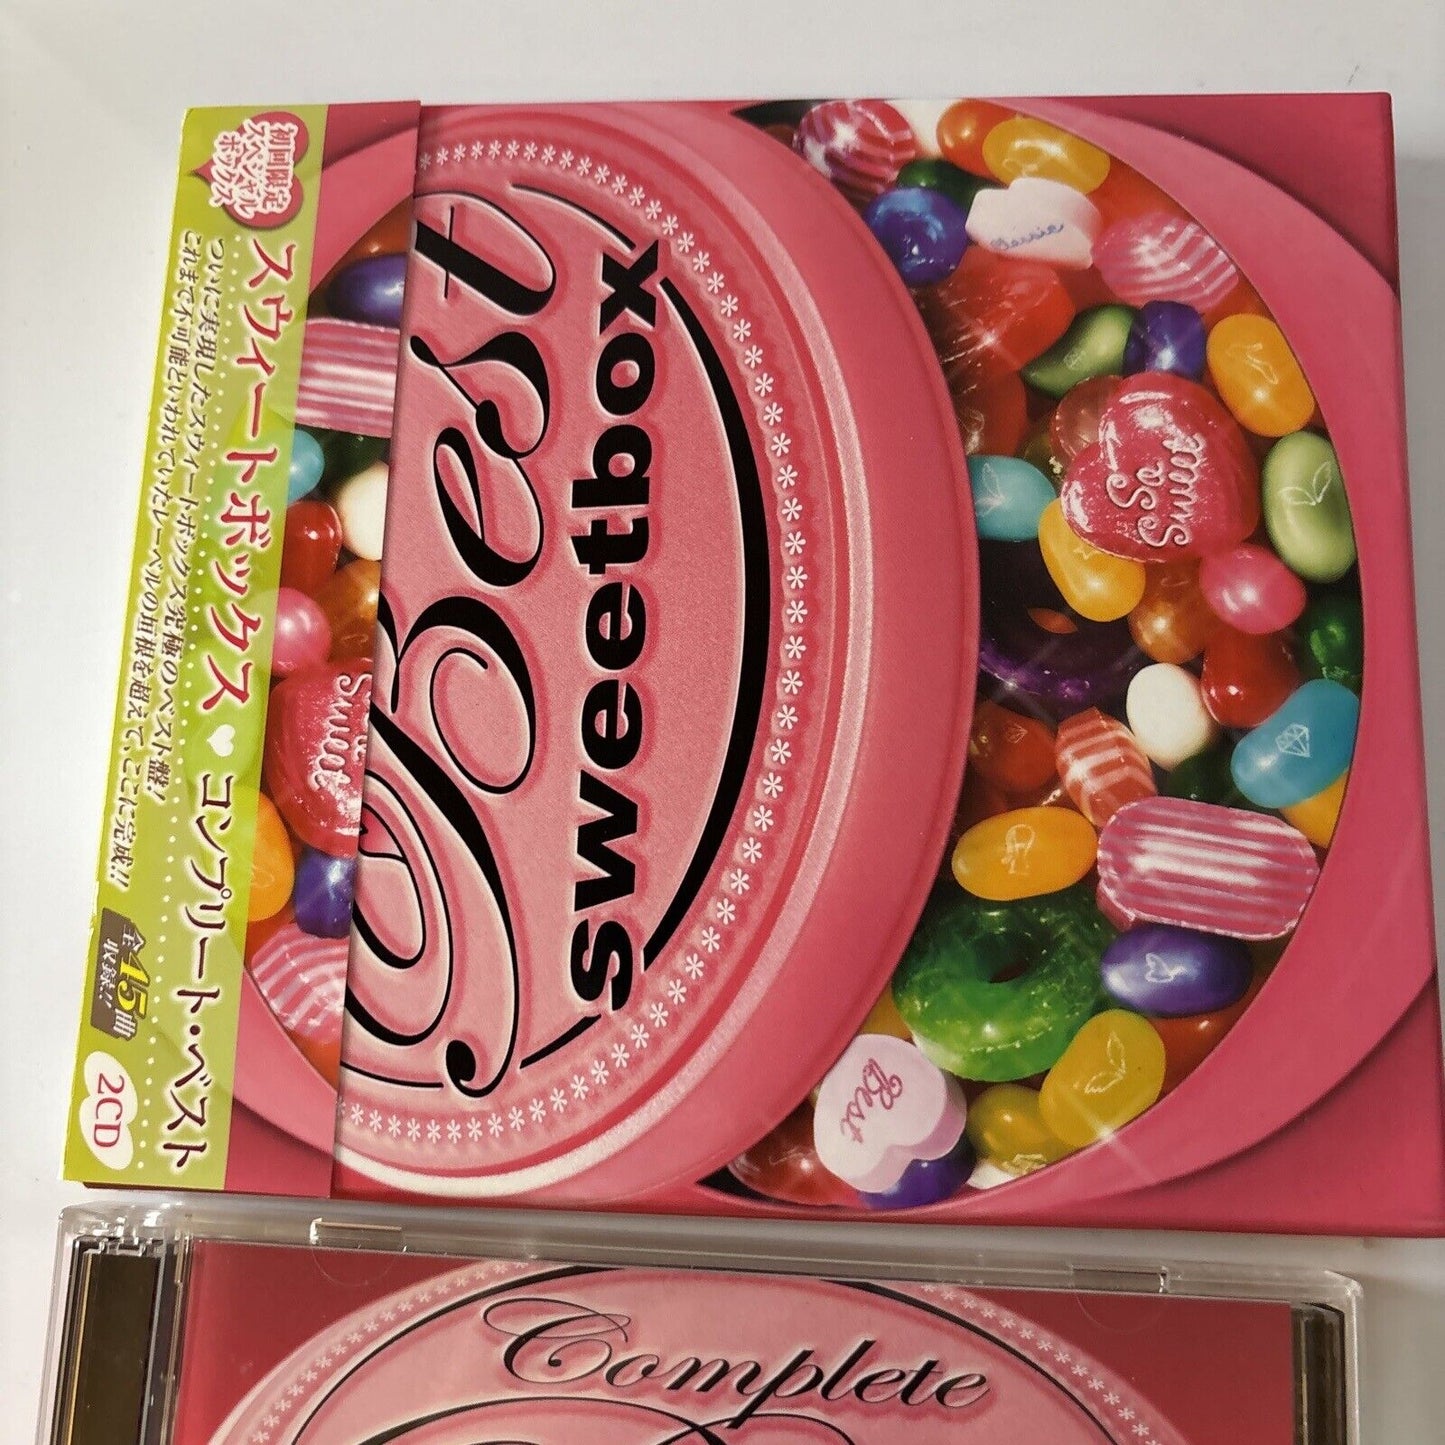 初回限定
スペシャル
ボックス
スウィートボックス♡コンプリート・ベスト
ついに実現したスウィートボックス究極のベスト盤!
これまで不可能といわれていたレーベルの垣根を超えて、ここに完成!!
全45曲
収録!!
2CD
Best
sweetbox
Jessie
So
Sweet
Sweet
Best
Complete